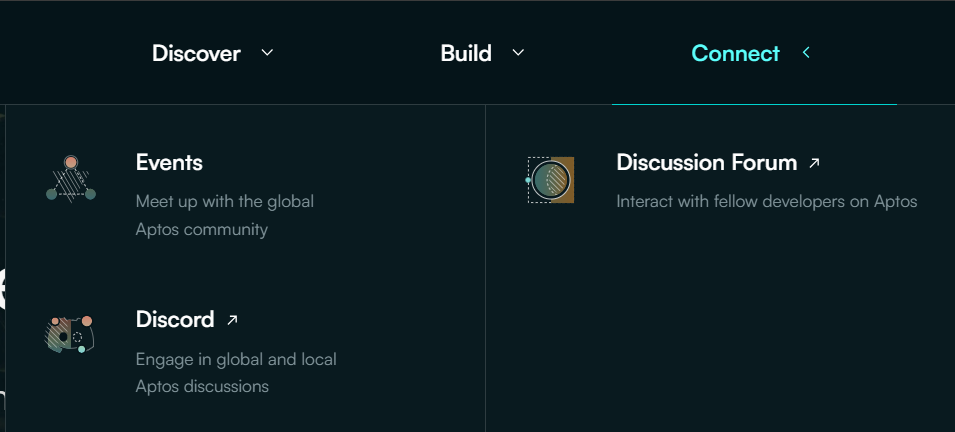 Discover
Build
Connect
Events
Meet up with the global
Aptos community
Discord
Engage in global and local
Aptos discussions
Discussion Forum
Interact with fellow developers on Aptos